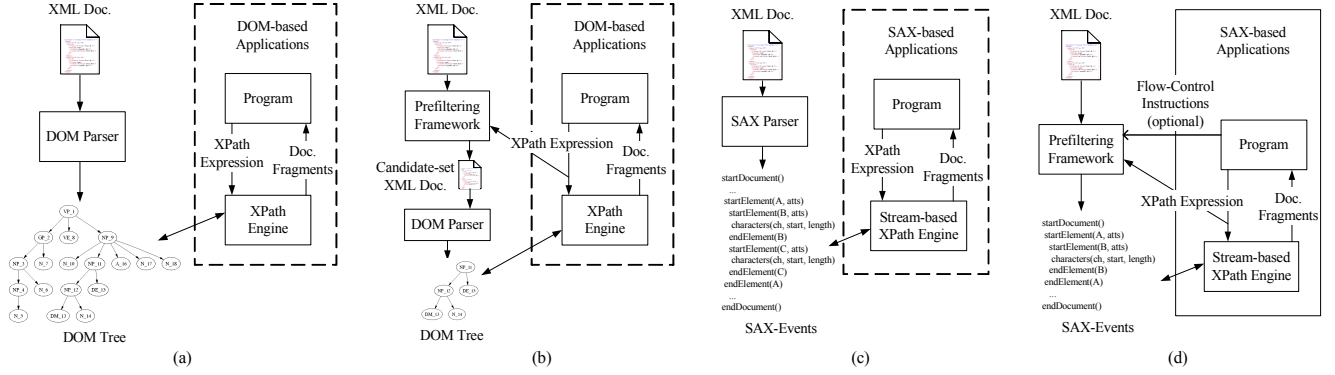 XML Doc.
DOM-based
Applications
Program
DOM Parser
XPath
Expression
Doc.
Fragments
XPath
Engine
VP_1
GP_2
VE_8
NP_9
NP_3
N_7
N_10
NP_11
A_16
N_17
N_18
NP_4
N_6
NP_12
DE_15
N_5
DM_13
N_14
DOM Tree
(a)
XML Doc.
DOM-based
Applications
Prefiltering
Framework
Program
XPath Expression
Candidate-set
XML Doc.
Doc.
Fragments
DOM Parser
XPath
Engine
NP_11
NP_12
DE_15
DM_13
N_14
DOM Tree
(b)
XML Doc.
SAX-based
Applications
SAX Parser
Program
XPath
Expression
Doc.
Fragments
startDocument()
...
startElement(A, atts)
startElement(B, atts)
characters(ch, start, length)
endElement(B)
startElement(C, atts)
characters(ch, start, length)
endElement(C)
endElement(A)
...
endDocument()
Stream-based
XPath Engine
SAX-Events
(c)
XML Doc.
SAX-based
Applications
Flow-Control
Instructions
(optional)
Prefiltering
Framework
Program
XPath Expression
Doc.
Fragments
startDocument()
startElement(A, atts)
startElement(B, atts)
characters(ch, start, length)
endElement(B)
endElement(A)
...
endDocument()
Stream-based
XPath Engine
SAX-Events
(d)